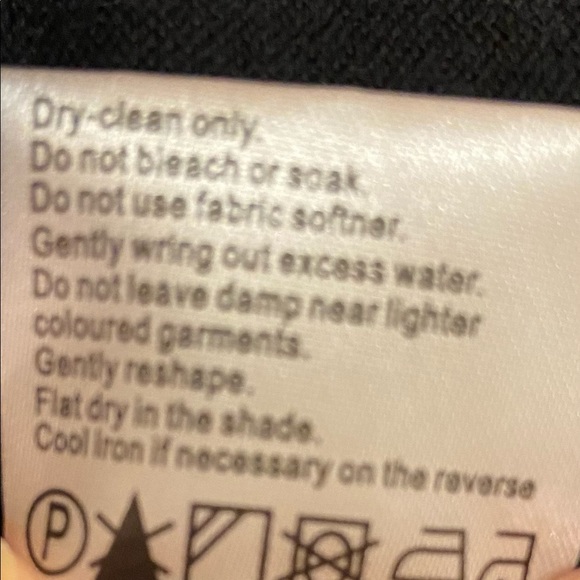 Dry-clean only.
Do not bleach or soak.
Do not use fabric softner.
Gently wring out excess water.
Do not leave damp near lighter
coloured garments.
Gently reshape.
Flat dry in the shade.
Cool Iron if necessary on the reverse
P